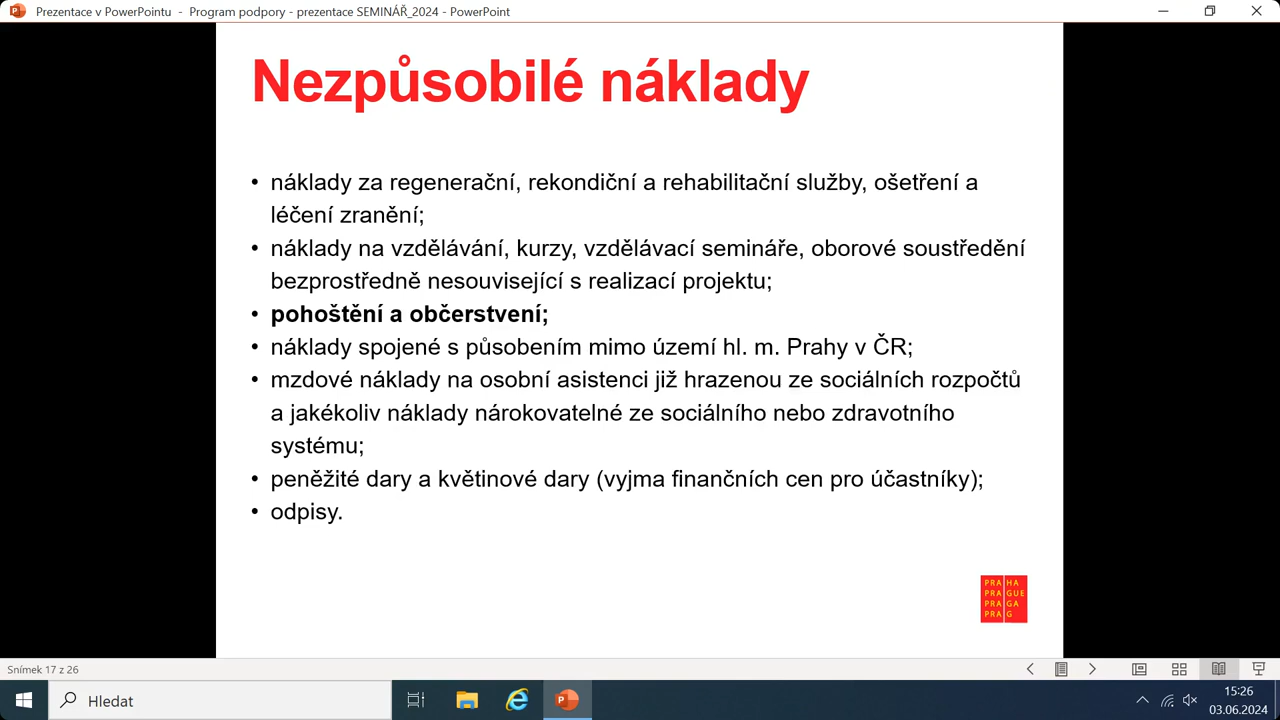 Prezentace v PowerPointu - Program podpory - prezentace SEMINÁŘ_2024 - PowerPoint
Nezpůsobilé náklady
• náklady za regenerační, rekondiční a rehabilitační služby, ošetření a
léčení zranění;
• náklady na vzdělávání, kurzy, vzdělávací semináře, oborové soustředění
bezprostředně nesouvisející s realizací projektu;
• pohoštění a občerstvení;
• náklady spojené s působením mimo území hl. m. Prahy v ČR;
• mzdové náklady na osobní asistenci již hrazenou ze sociálních rozpočtů
a jakékoliv náklady nárokovatelné ze sociálního nebo zdravotního
systému;
• peněžité dary a květinové dary (vyjma finančních cen pro účastníky);
• odpisy.
PRA HA
PRA GUE
PRA GA
PRA G
Snímek 17 z 26
Hledat
15:26
03.06.2024